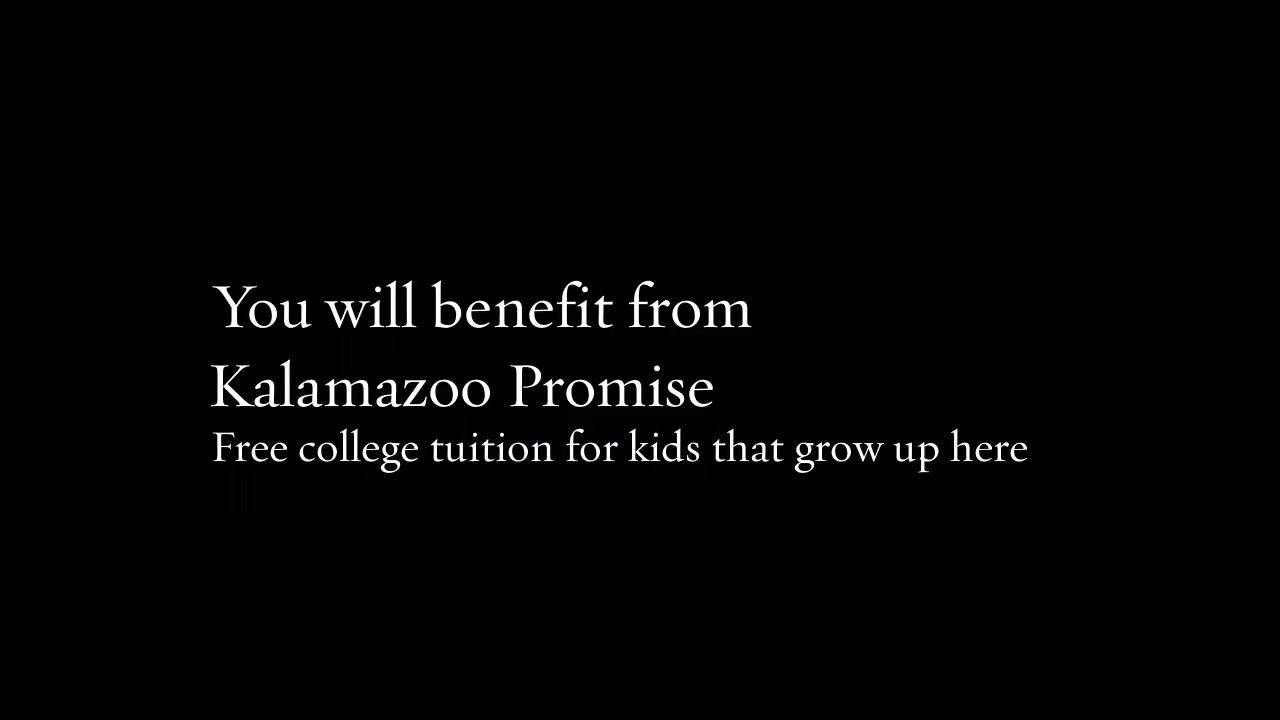 You will benefit from
Kalamazoo Promise
Free college tuition for kids that grow up here